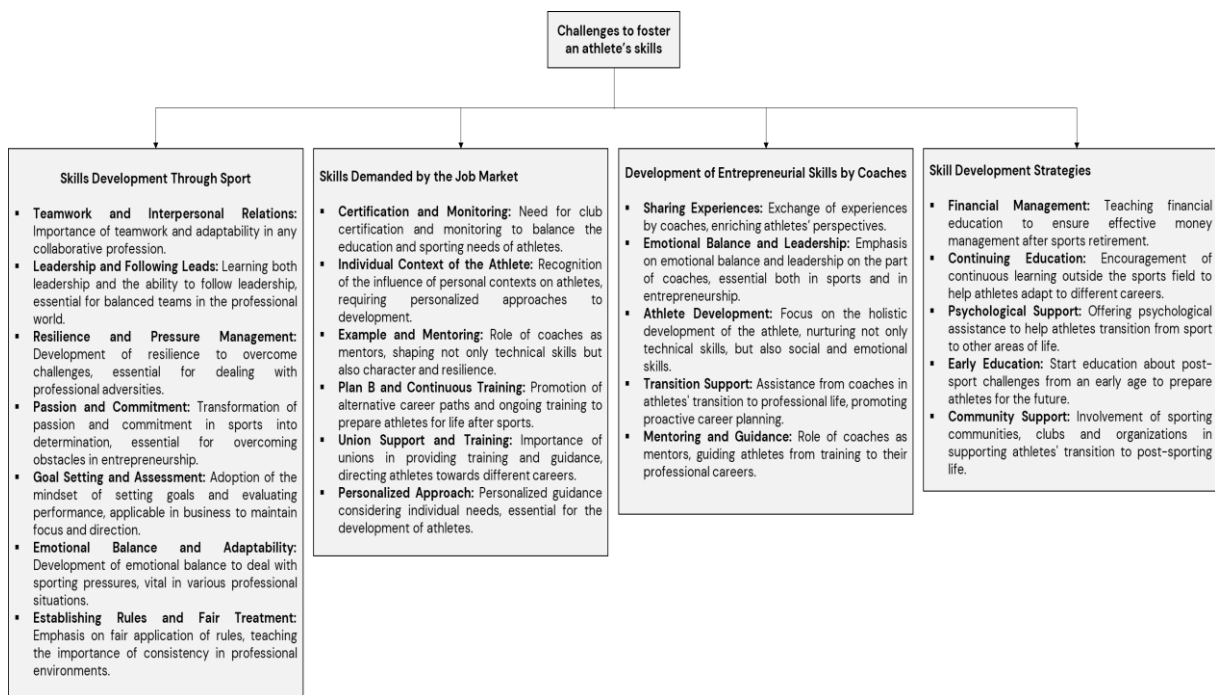 Challenges to foster
an athlete's skills
Skills Development Through Sport
▪ Teamwork and Interpersonal Relations:
Importance of teamwork and adaptability in any
collaborative profession.
▪ Leadership and Following Leads: Learning both
leadership and the ability to follow leadership,
essential for balanced teams in the professional
world.
▪ Resilience and Pressure Management:
Development of resilience to overcome
challenges, essential for dealing with
professional adversities.
▪ Passion and Commitment: Transformation of
passion and commitment in sports into
determination, essential for overcoming
obstacles in entrepreneurship.
▪ Goal Setting and Assessment: Adoption of the
mindset of setting goals and evaluating
performance, applicable in business to maintain
focus and direction.
▪ Emotional Balance and Adaptability:
Development of emotional balance to deal with
sporting pressures, vital in various professional
situations.
▪ Establishing Rules and Fair Treatment:
Emphasis on fair application of rules, teaching
the importance of consistency in professional
environments.
Skills Demanded by the Job Market
▪ Certification and Monitoring: Need for club
certification and monitoring to balance the
education and sporting needs of athletes.
▪ Individual Context of the Athlete: Recognition
of the influence of personal contexts on athletes,
requiring personalized approaches to
development.
▪ Example and Mentoring: Role of coaches as
mentors, shaping not only technical skills but
also character and resilience.
▪ Plan B and Continuous Training: Promotion of
alternative career paths and ongoing training to
prepare athletes for life after sports.
▪ Union Support and Training: Importance of
unions in providing training and guidance,
directing athletes towards different careers.
▪ Personalized Approach: Personalized guidance
considering individual needs, essential for the
development of athletes.
Development of Entrepreneurial Skills by Coaches
▪ Sharing Experiences: Exchange of experiences
by coaches, enriching athletes' perspectives.
▪ Emotional Balance and Leadership: Emphasis
on emotional balance and leadership on the part
of coaches, essential both in sports and in
entrepreneurship.
▪ Athlete Development: Focus on the holistic
development of the athlete, nurturing not only
technical skills, but also social and emotional
skills.
▪ Transition Support: Assistance from coaches in
athletes' transition to professional life, promoting
proactive career planning.
▪ Mentoring and Guidance: Role of coaches as
mentors, guiding athletes from training to their
professional careers.
Skill Development Strategies
▪ Financial Management: Teaching financial
education to ensure effective money
management after sports retirement.
▪ Continuing Education: Encouragement of
continuous learning outside the sports field to
help athletes adapt to different careers.
▪ Psychological Support: Offering psychological
assistance to help athletes transition from sport
to other areas of life.
▪ Early Education: Start education about post-
sport challenges from an early age to prepare
athletes for the future.
▪ Community Support: Involvement of sporting
communities, clubs and organizations in
supporting athletes' transition to post-sporting
life.